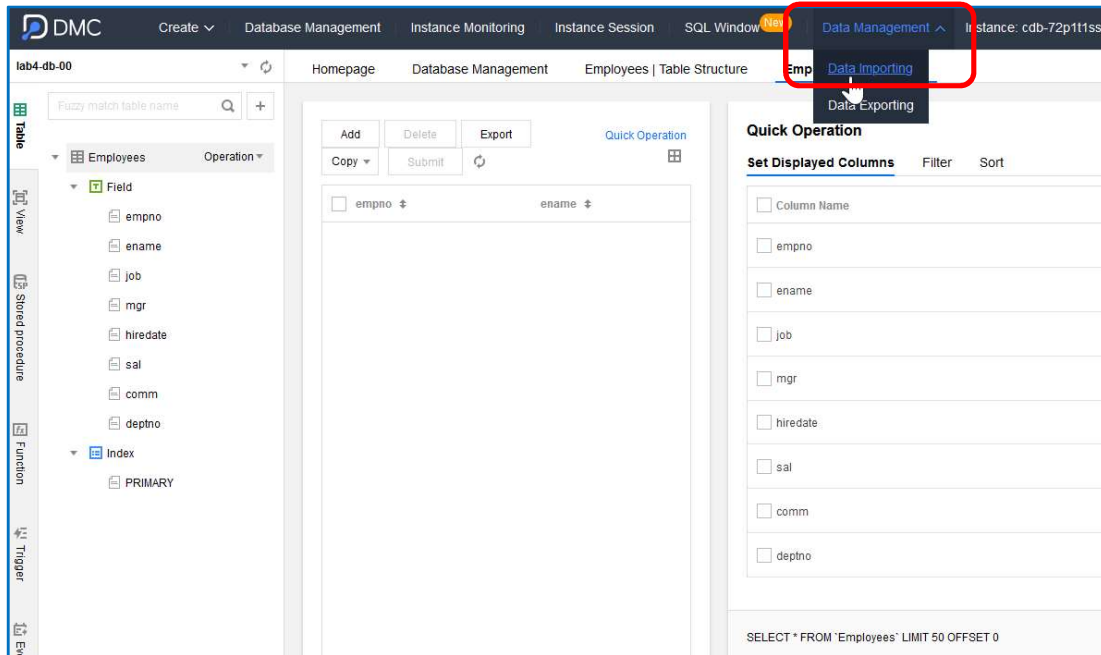 DMC Create Database Management Instance Monitoring Instance Session SQL Window New Data Management Instance: cdb-72p1t1ss
lab4-db-00
Homepage Database Management Employees | Table Structure Emp
Data Importing
Data Exporting
Table
View
Stored procedure
Function
Trigger
Fuzzy match table name
Employees Operation
Field
empno
ename
job
mgr
hiredate
sal
comm
deptno
Index
PRIMARY
Add Delete Export Quick Operation
Copy Submit
empno ename
Quick Operation
Set Displayed Columns Filter Sort
Column Name
empno
ename
job
mgr
hiredate
sal
comm
deptno
SELECT * FROM `Employees` LIMIT 50 OFFSET 0